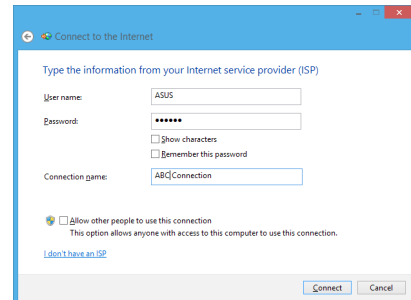 Connect to the Internet
Type the information from your Internet service provider (ISP)
User name: ASUS
Password: ••••••
Show characters
Remember this password
Connection name: ABC Connection
Allow other people to use this connection
This option allows anyone with access to this computer to use this connection.
I don't have an ISP
Connect Cancel